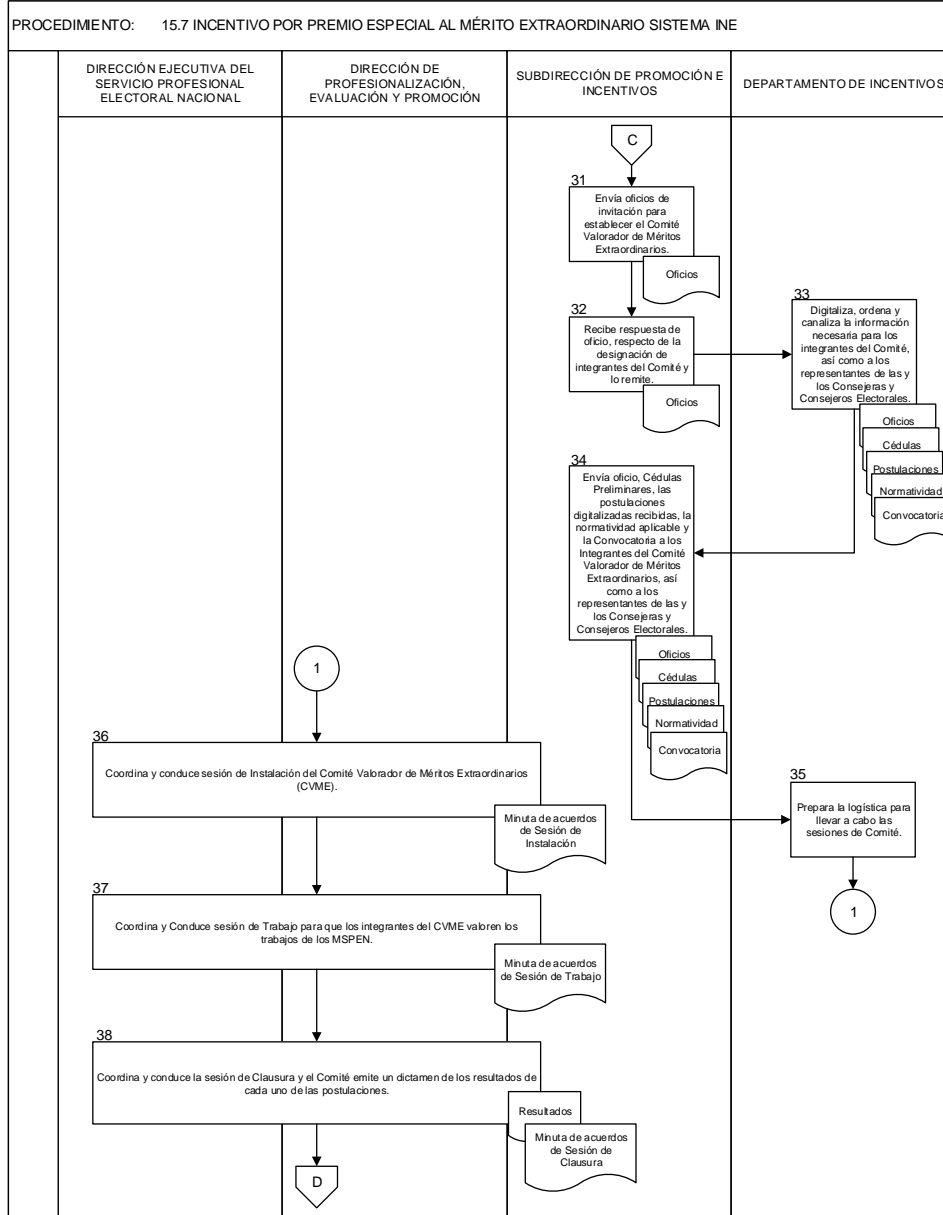 PROCEDIMIENTO: 15.7 INCENTIVO POR PREMIO ESPECIAL AL MÉRITO EXTRAORDINARIO SISTEMA INE
DIRECCIÓN EJECUTIVA DEL
SERVICIO PROFESIONAL
ELECTORAL NACIONAL
DIRECCIÓN DE
PROFESIONALIZACIÓN,
EVALUACIÓN Y PROMOCIÓN
SUBDIRECCIÓN DE PROMOCIÓN E
INCENTIVOS
DEPARTAMENTO DE INCENTIVOS
C
31
Envía oficios de
invitación para
establecer el Comité
Valorador de Méritos
Extraordinarios.
Oficios
32
Recibe respuesta de
oficio, respecto de la
designación de
integrantes del Comité y
lo remite.
Oficios
33
Digitaliza, ordena y
canaliza la información
necesaria para los
integrantes del Comité,
así como a los
representantes de las y
los Consejeras y
Consejeros Electorales.
Oficios
Cédulas
Postulaciones
Normatividad
Convocatoria
34
Envía oficio, Cédulas
Preliminares, las
postulaciones
digitalizadas recibidas, la
normatividad aplicable y
la Convocatoria a los
Integrantes del Comité
Valorador de Méritos
Extraordinarios, así
como a los
representantes de las y
los Consejeras y
Consejeros Electorales.
Oficios
Cédulas
Postulaciones
Normatividad
Convocatoria
35
Prepara la logística para
llevar a cabo las
sesiones de Comité.
1
1
36
Coordina y conduce sesión de Instalación del Comité Valorador de Méritos Extraordinarios
(CVME).
Minuta de acuerdos
de Sesión de
Instalación
37
Coordina y Conduce sesión de Trabajo para que los integrantes del CVME valoren los
trabajos de los MSPEN.
Minuta de acuerdos
de Sesión de Trabajo
38
Coordina y conduce la sesión de Clausura y el Comité emite un dictamen de los resultados de
cada uno de las postulaciones.
Resultados
Minuta de acuerdos
de Sesión de
Clausura
D